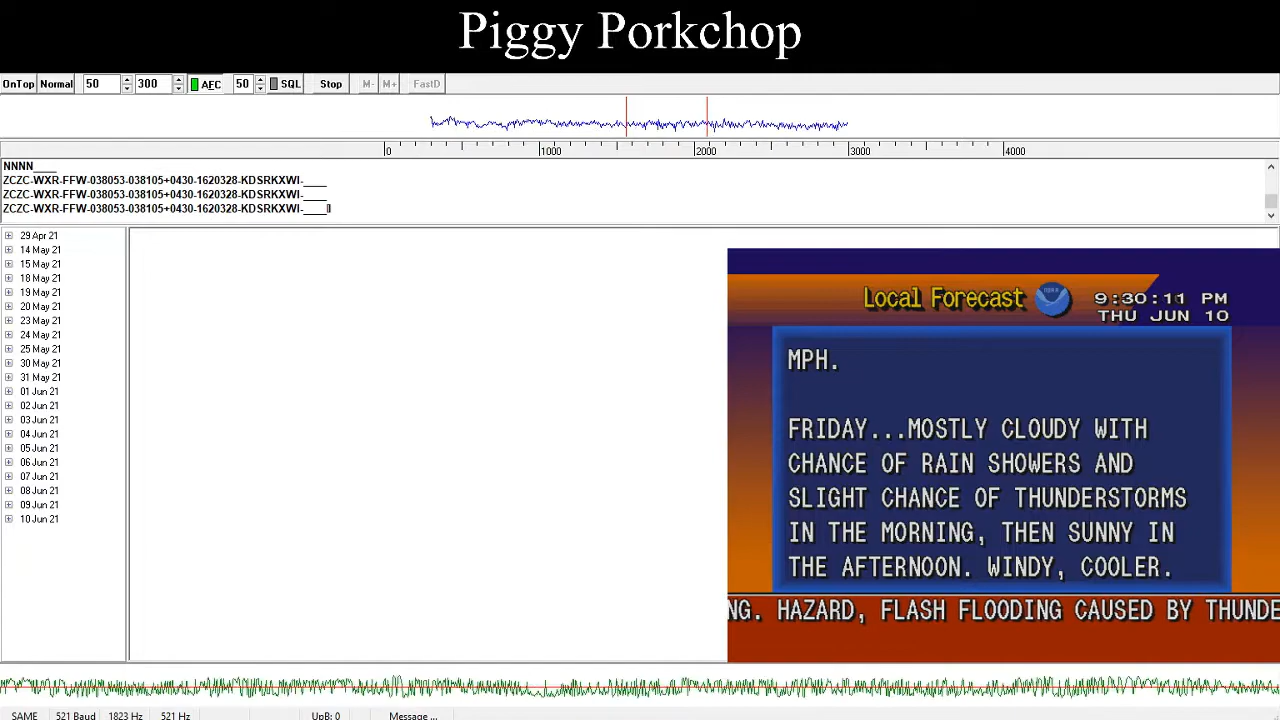 Piggy Porkchop
OnTop Normal 50 300 AFC 50 SQL Stop M- M+ FastD
0 1000 2000 3000 4000
NNNN____
ZCZC-WXR-FFW-038053-038105+0430-1620328-KDSRKXWI-____
ZCZC-WXR-FFW-038053-038105+0430-1620328-KDSRKXWI-____
ZCZC-WXR-FFW-038053-038105+0430-1620328-KDSRKXWI-____
29 Apr 21
14 May 21
15 May 21
18 May 21
19 May 21
20 May 21
23 May 21
24 May 21
25 May 21
30 May 21
31 May 21
01 Jun 21
02 Jun 21
03 Jun 21
04 Jun 21
05 Jun 21
06 Jun 21
07 Jun 21
08 Jun 21
09 Jun 21
10 Jun 21
Local Forecast
9:30:11 PM
THU JUN 10
MPH.
FRIDAY...MOSTLY CLOUDY WITH
CHANCE OF RAIN SHOWERS AND
SLIGHT CHANCE OF THUNDERSTORMS
IN THE MORNING, THEN SUNNY IN
THE AFTERNOON. WINDY, COOLER.
NG. HAZARD, FLASH FLOODING CAUSED BY THUNDE
SAME 521 Baud 1823 Hz 521 Hz UpB: 0 Message ...